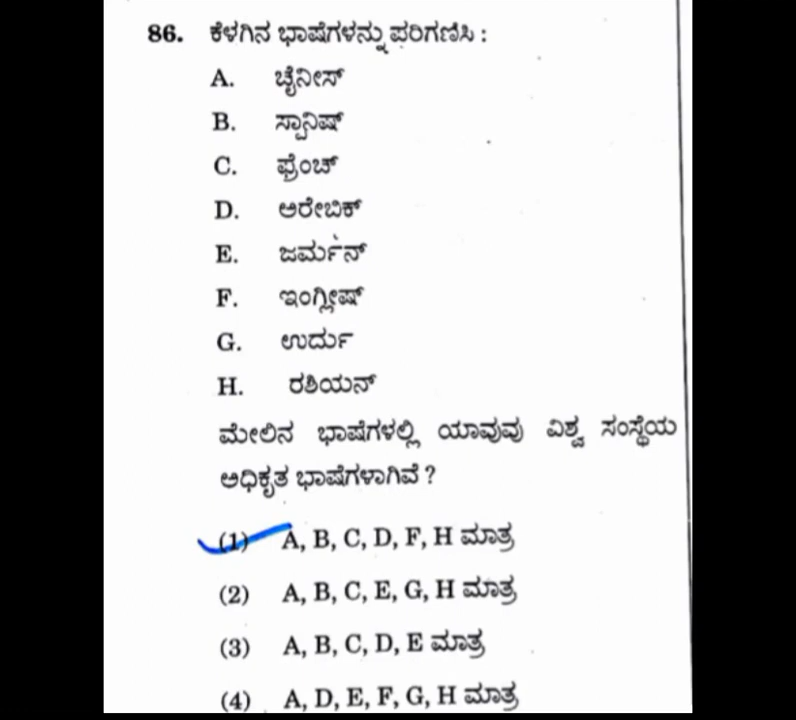 86. ಕೆಳಗಿನ ಭಾಷೆಗಳನ್ನು ಪರಿಗಣಿಸಿ :
A. ಚೈನೀಸ್
B. ಸ್ಪಾನಿಷ್
C. ಫ್ರೆಂಚ್
D. ಅರೇಬಿಕ್
E. ಜರ್ಮನ್
F. ಇಂಗ್ಲೀಷ್
G. ಉರ್ದು
H. ರಶಿಯನ್
ಮೇಲಿನ ಭಾಷೆಗಳಲ್ಲಿ ಯಾವುವು ವಿಶ್ವ ಸಂಸ್ಥೆಯ
ಅಧಿಕೃತ ಭಾಷೆಗಳಾಗಿವೆ ?
(1) A, B, C, D, F, H ಮಾತ್ರ
(2) A, B, C, E, G, H ಮಾತ್ರ
(3) A, B, C, D, E ಮಾತ್ರ
(4) A, D, E, F, G, H ಮಾತ್ರ